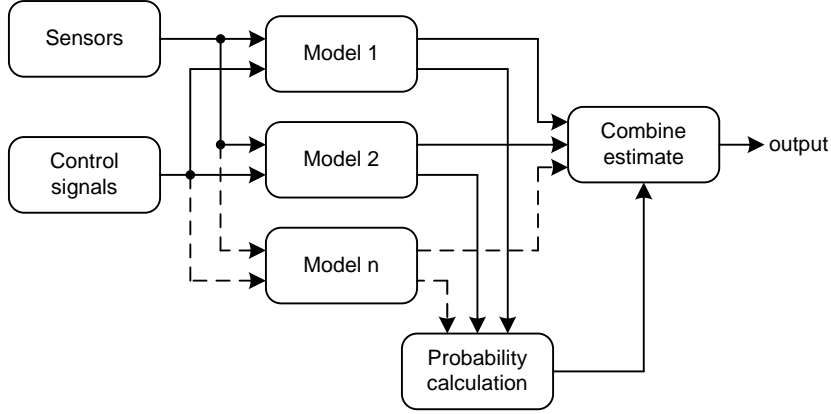 Sensors
Control
signals
Model 1
Model 2
Model n
Probability
calculation
Combine
estimate
output